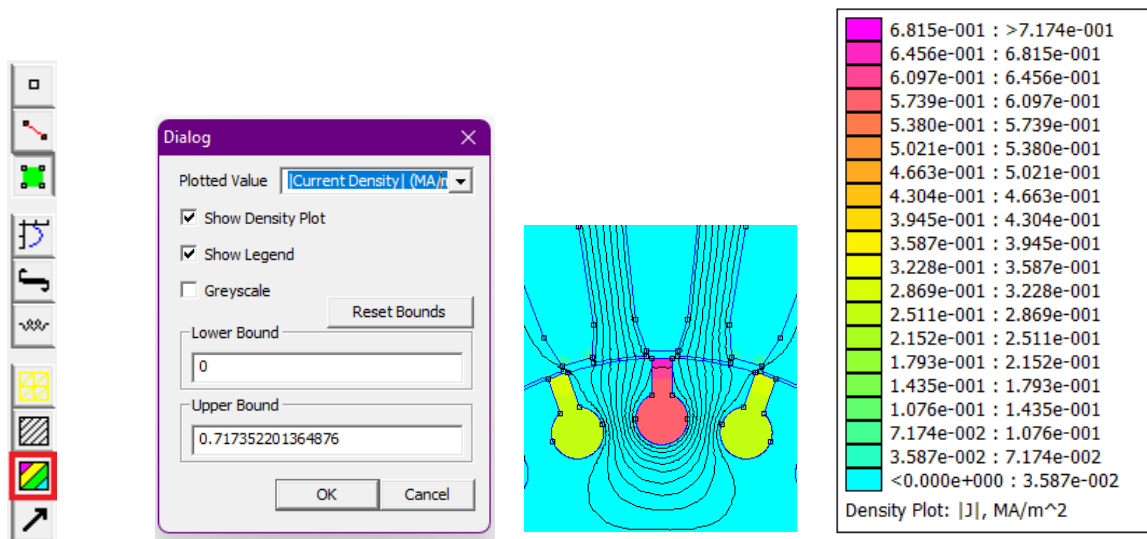 Dialog
Plotted Value |Current Density| (MA/m
Show Density Plot
Show Legend
Greyscale
Reset Bounds
Lower Bound
0
Upper Bound
0.717352201364876
OK Cancel
6.815e-001 : >7.174e-001
6.456e-001 : 6.815e-001
6.097e-001 : 6.456e-001
5.739e-001 : 6.097e-001
5.380e-001 : 5.739e-001
5.021e-001 : 5.380e-001
4.663e-001 : 5.021e-001
4.304e-001 : 4.663e-001
3.945e-001 : 4.304e-001
3.587e-001 : 3.945e-001
3.228e-001 : 3.587e-001
2.869e-001 : 3.228e-001
2.511e-001 : 2.869e-001
2.152e-001 : 2.511e-001
1.793e-001 : 2.152e-001
1.435e-001 : 1.793e-001
1.076e-001 : 1.435e-001
7.174e-002 : 1.076e-001
3.587e-002 : 7.174e-002
<0.000e+000 : 3.587e-002
Density Plot: |J|, MA/m^2